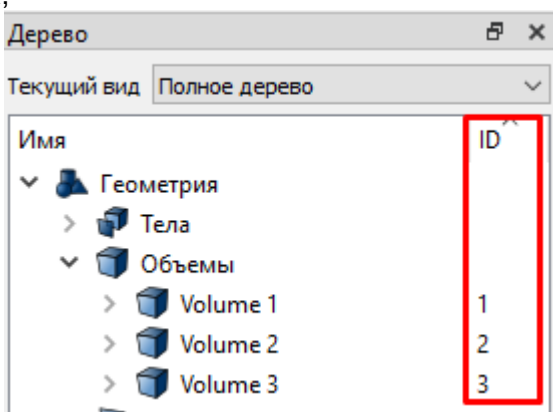 ;
Дерево
Текущий вид Полное дерево
Имя ID
Геометрия
Тела
Объемы
Volume 1 1
Volume 2 2
Volume 3 3